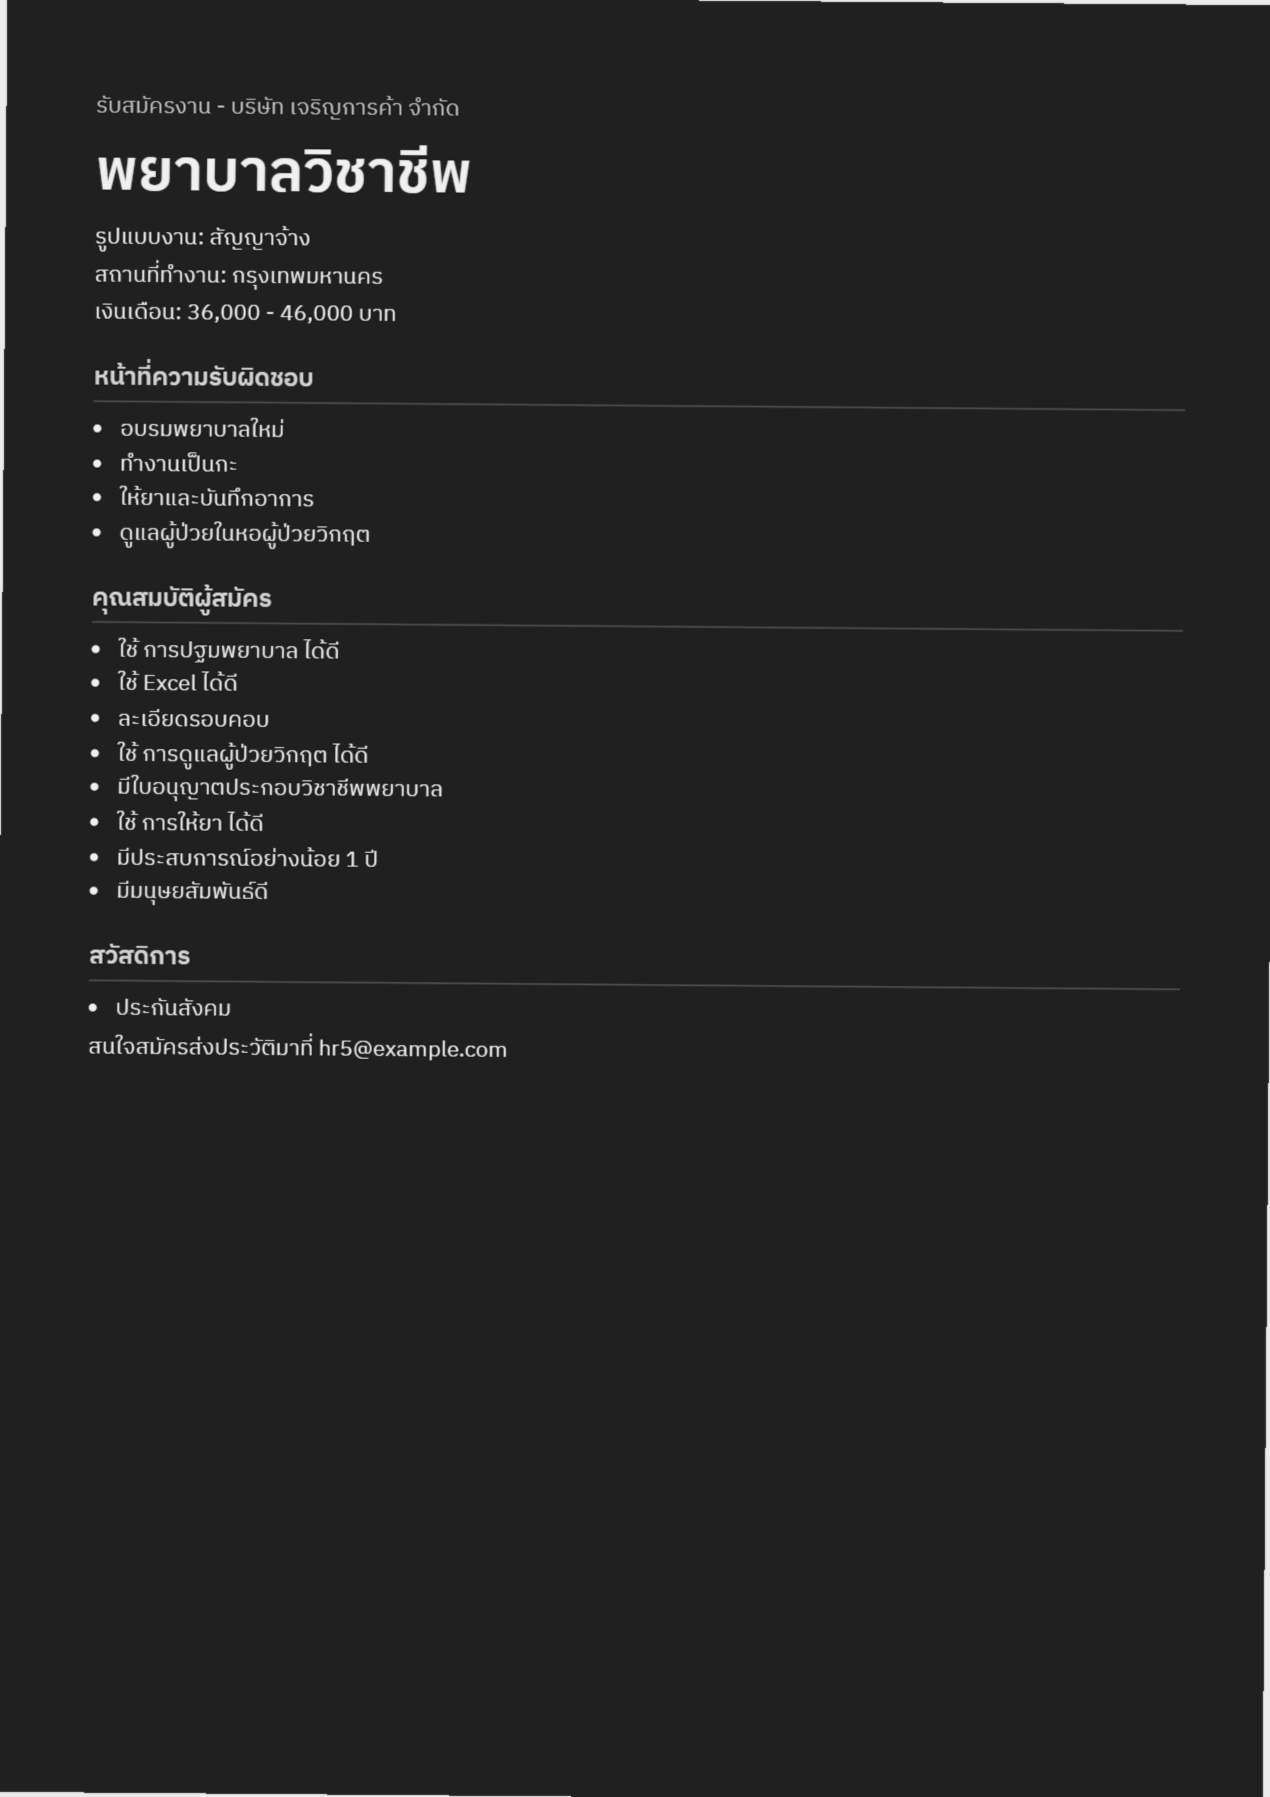 รับสมัครงาน - บริษัท เจริญการค้า จำกัด
พยาบาลวิชาชีพ
รูปแบบงาน: สัญญาจ้าง
สถานที่ทำงาน: กรุงเทพมหานคร
เงินเดือน: 36,000 - 46,000 บาท
หน้าที่ความรับผิดชอบ
• อบรมพยาบาลใหม่
• ทำงานเป็นกะ
• ให้ยาและบันทึกอาการ
• ดูแลผู้ป่วยในหอผู้ป่วยวิกฤต
คุณสมบัติผู้สมัคร
• ใช้ การปฐมพยาบาล ได้ดี
• ใช้ Excel ได้ดี
• ละเอียดรอบคอบ
• ใช้ การดูแลผู้ป่วยวิกฤต ได้ดี
• มีใบอนุญาตประกอบวิชาชีพพยาบาล
• ใช้ การให้ยา ได้ดี
• มีประสบการณ์อย่างน้อย 1 ปี
• มีมนุษยสัมพันธ์ดี
สวัสดิการ
• ประกันสังคม
สนใจสมัครส่งประวัติมาที่ hr5@example.com